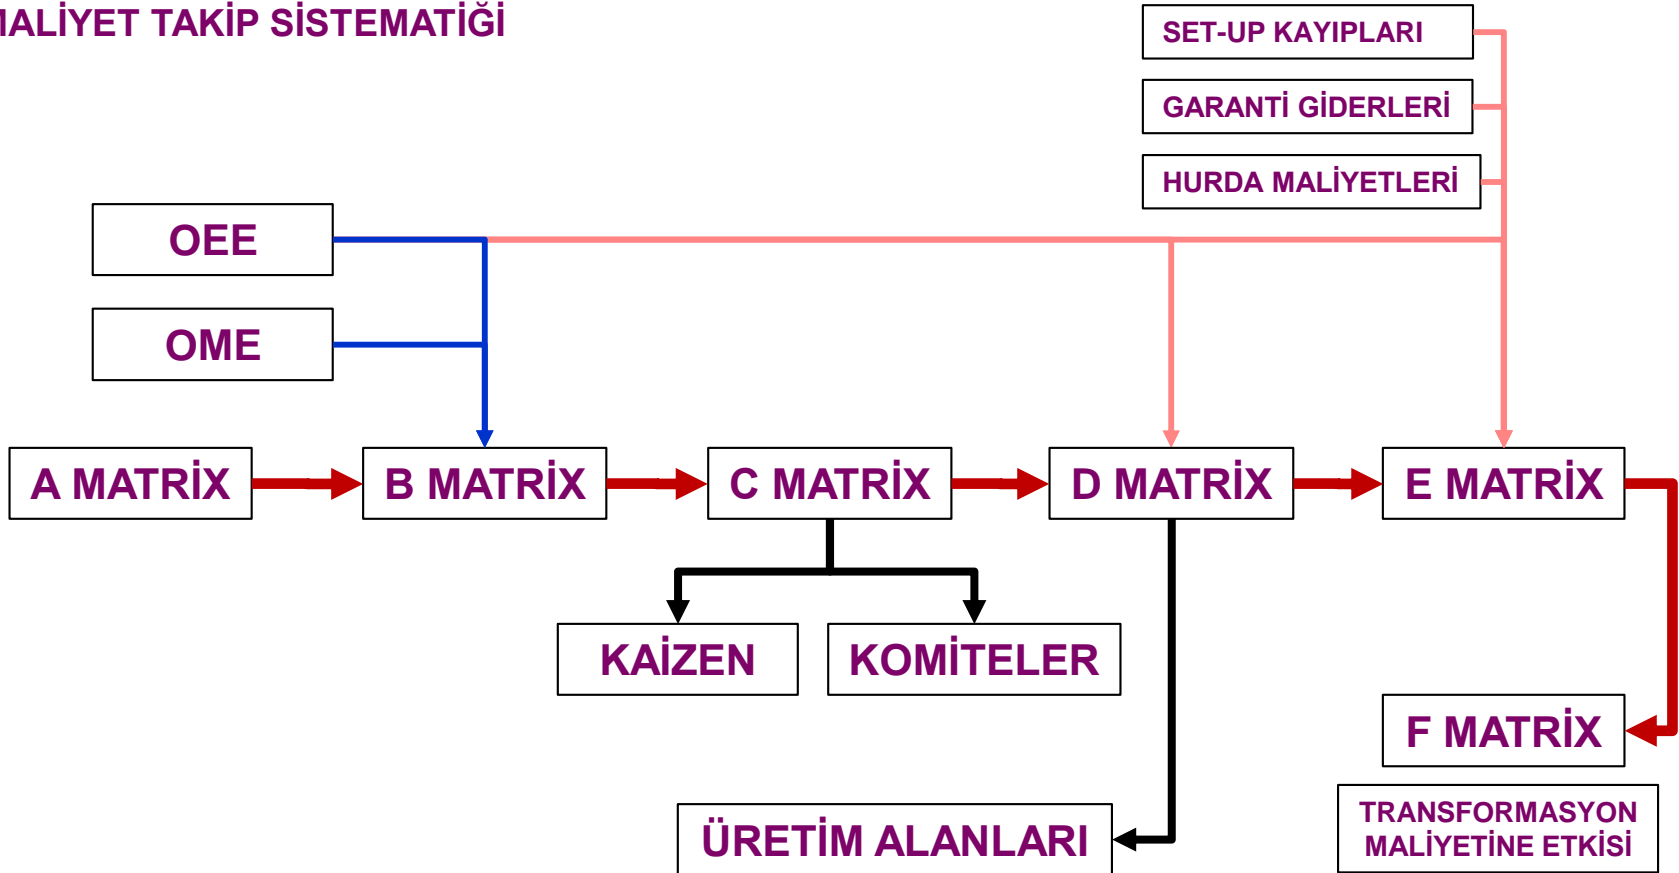 MALİYET TAKİP SİSTEMATİĞİ
SET-UP KAYIPLARI
GARANTİ GİDERLERİ
HURDA MALİYETLERİ
OEE
OME
A MATRİX
B MATRİX
C MATRİX
D MATRİX
E MATRİX
KAİZEN
KOMİTELER
F MATRİX
ÜRETİM ALANLARI
TRANSFORMASYON
MALİYETİNE ETKİSİ